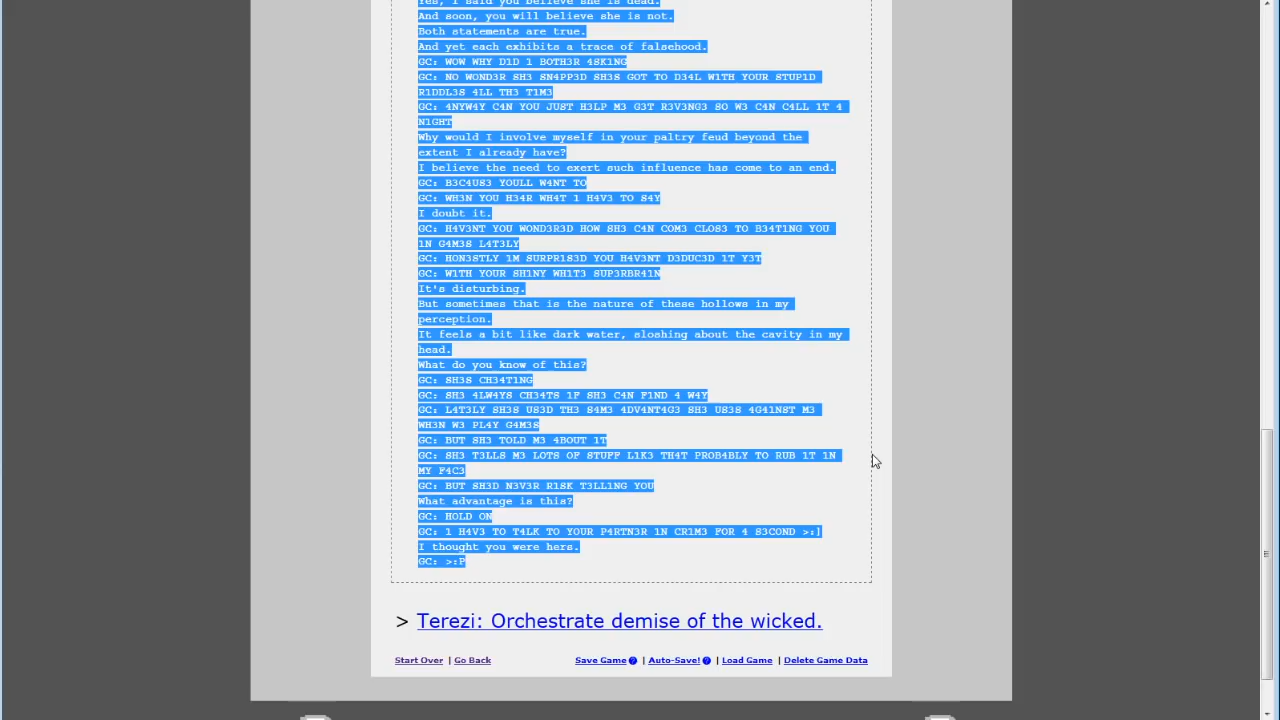 Yes, I said you believe she is dead.
And soon, you will believe she is not.
Both statements are true.
And yet each exhibits a trace of falsehood.
GC: WOW WHY D1D 1 BOTH3R 4SK1NG
GC: NO WOND3R SH3 SN4PP3D SH3S GOT TO D34L W1TH YOUR STUP1D
R1DDL3S 4LL TH3 T1M3
GC: 4NYW4Y C4N YOU JUST H3LP M3 G3T R3V3NG3 SO W3 C4N C4LL 1T 4
N1GHT
Why would I involve myself in your paltry feud beyond the
extent I already have?
I believe the need to exert such influence has come to an end.
GC: B3C4US3 YOULL W4NT TO
GC: WH3N YOU H34R WH4T 1 H4V3 TO S4Y
I doubt it.
GC: H4V3NT YOU WOND3R3D HOW SH3 C4N COM3 CLOS3 TO B34T1NG YOU
1N G4M3S L4T3LY
GC: HON3STLY 1M SURPR1S3D YOU H4V3NT D3DUC3D 1T Y3T
GC: W1TH YOUR SH1NY WH1T3 SUP3RBR41N
It's disturbing.
But sometimes that is the nature of these hollows in my
perception.
It feels a bit like dark water, sloshing about the cavity in my
head.
What do you know of this?
GC: SH3S CH34T1NG
GC: SH3 4LW4YS CH34TS 1F SH3 C4N F1ND 4 W4Y
GC: L4T3LY SH3S US3D TH3 S4M3 4DV4NT4G3 SH3 US3S 4G41NST M3
WH3N W3 PL4Y G4M3S
GC: BUT SH3 TOLD M3 4BOUT 1T
GC: SH3 T3LLS M3 LOTS OF STUFF L1K3 TH4T PROB4BLY TO RUB 1T 1N
MY F4C3
GC: BUT SH3D N3V3R R1SK T3LL1NG YOU
What advantage is this?
GC: HOLD ON
GC: 1 H4V3 TO T4LK TO YOUR P4RTN3R 1N CR1M3 FOR 4 S3COND >:]
I thought you were hers.
GC: >:P
> Terezi: Orchestrate demise of the wicked.
Start Over | Go Back Save Game ? | Auto-Save! ? | Load Game | Delete Game Data